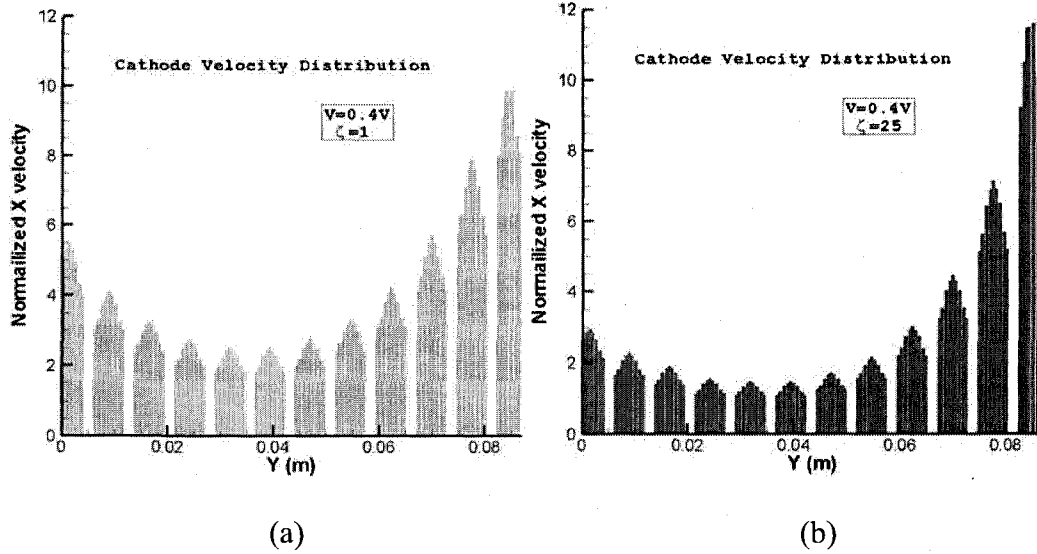 12
10
8
6
4
2
0
Normailized X velocity
Cathode Velocity Distribution
V=0.4V
ζ=1
0 0.02 0.04 0.06 0.08
Y (m)
12
10
8
6
4
2
0
Normailized X velocity
Cathode Velocity Distribution
V=0.4V
ζ=25
0 0.02 0.04 0.06 0.08
Y (m)
(a)
(b)